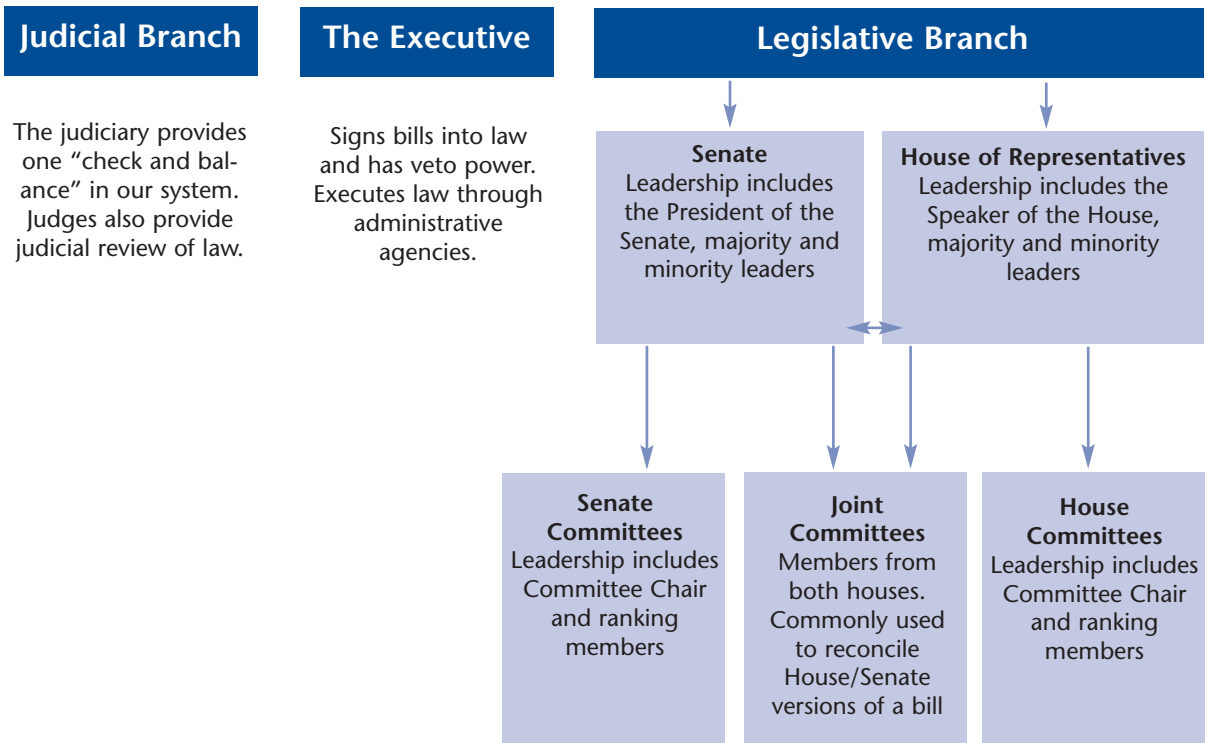 Judicial Branch
The judiciary provides
one “check and bal-
ance” in our system.
Judges also provide
judicial review of law.
The Executive
Signs bills into law
and has veto power.
Executes law through
administrative
agencies.
Legislative Branch
Senate
Leadership includes
the President of the
Senate, majority and
minority leaders
House of Representatives
Leadership includes the
Speaker of the House,
majority and minority
leaders
Senate
Committees
Leadership includes
Committee Chair
and ranking
members
Joint
Committees
Members from
both houses.
Commonly used
to reconcile
House/Senate
versions of a bill
House
Committees
Leadership includes
Committee Chair
and ranking
members